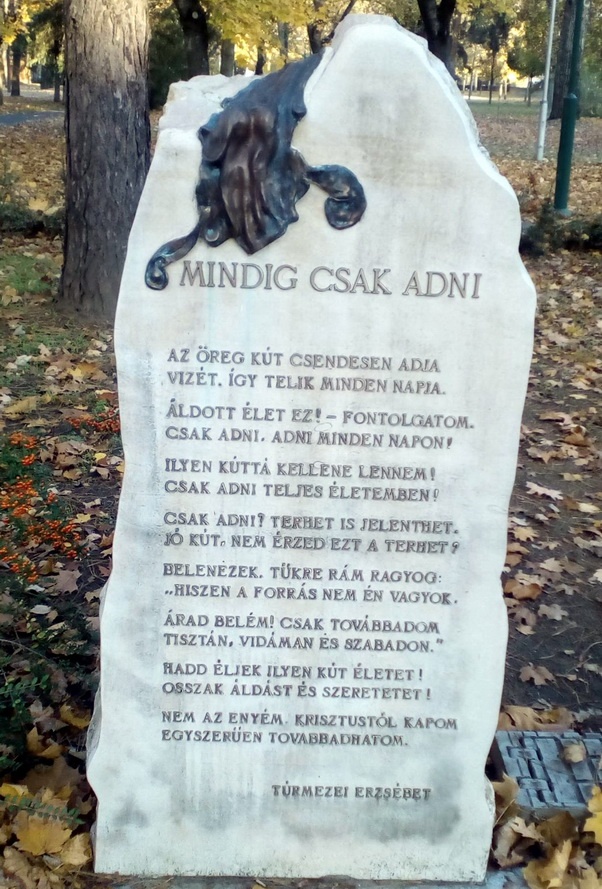 MINDIG CSAK ADNI
AZ ÖREG KÚT CSENDESEN ADJA
VIZÉT. ÍGY TELIK MINDEN NAPJA.
ÁLDOTT ÉLET EZ! – FONTOLGATOM.
CSAK ADNI, ADNI MINDEN NAPON!
ILYEN KÚTTÁ KELLENE LENNEM!
CSAK ADNI TELJES ÉLETEMBEN!
CSAK ADNI? TERHET IS JELENTHET.
JÓ KÚT, NEM ÉRZED EZT A TERHET?
BELENÉZEK. TÜKRE RÁM RAGYOG:
„HISZEN A FORRÁS NEM ÉN VAGYOK.
ÁRAD BELÉM! CSAK TOVÁBBADOM
TISZTÁN, VIDÁMAN ÉS SZABADON."
HADD ÉLJEK ILYEN KÚT ÉLETET!
OSSZAK ÁLDÁST ÉS SZERETETET!
NEM AZ ENYÉM, KRISZTUSTÓL KAPOM
EGYSZERŰEN TOVÁBBADHATOM.
TÚRMEZEI ERZSÉBET